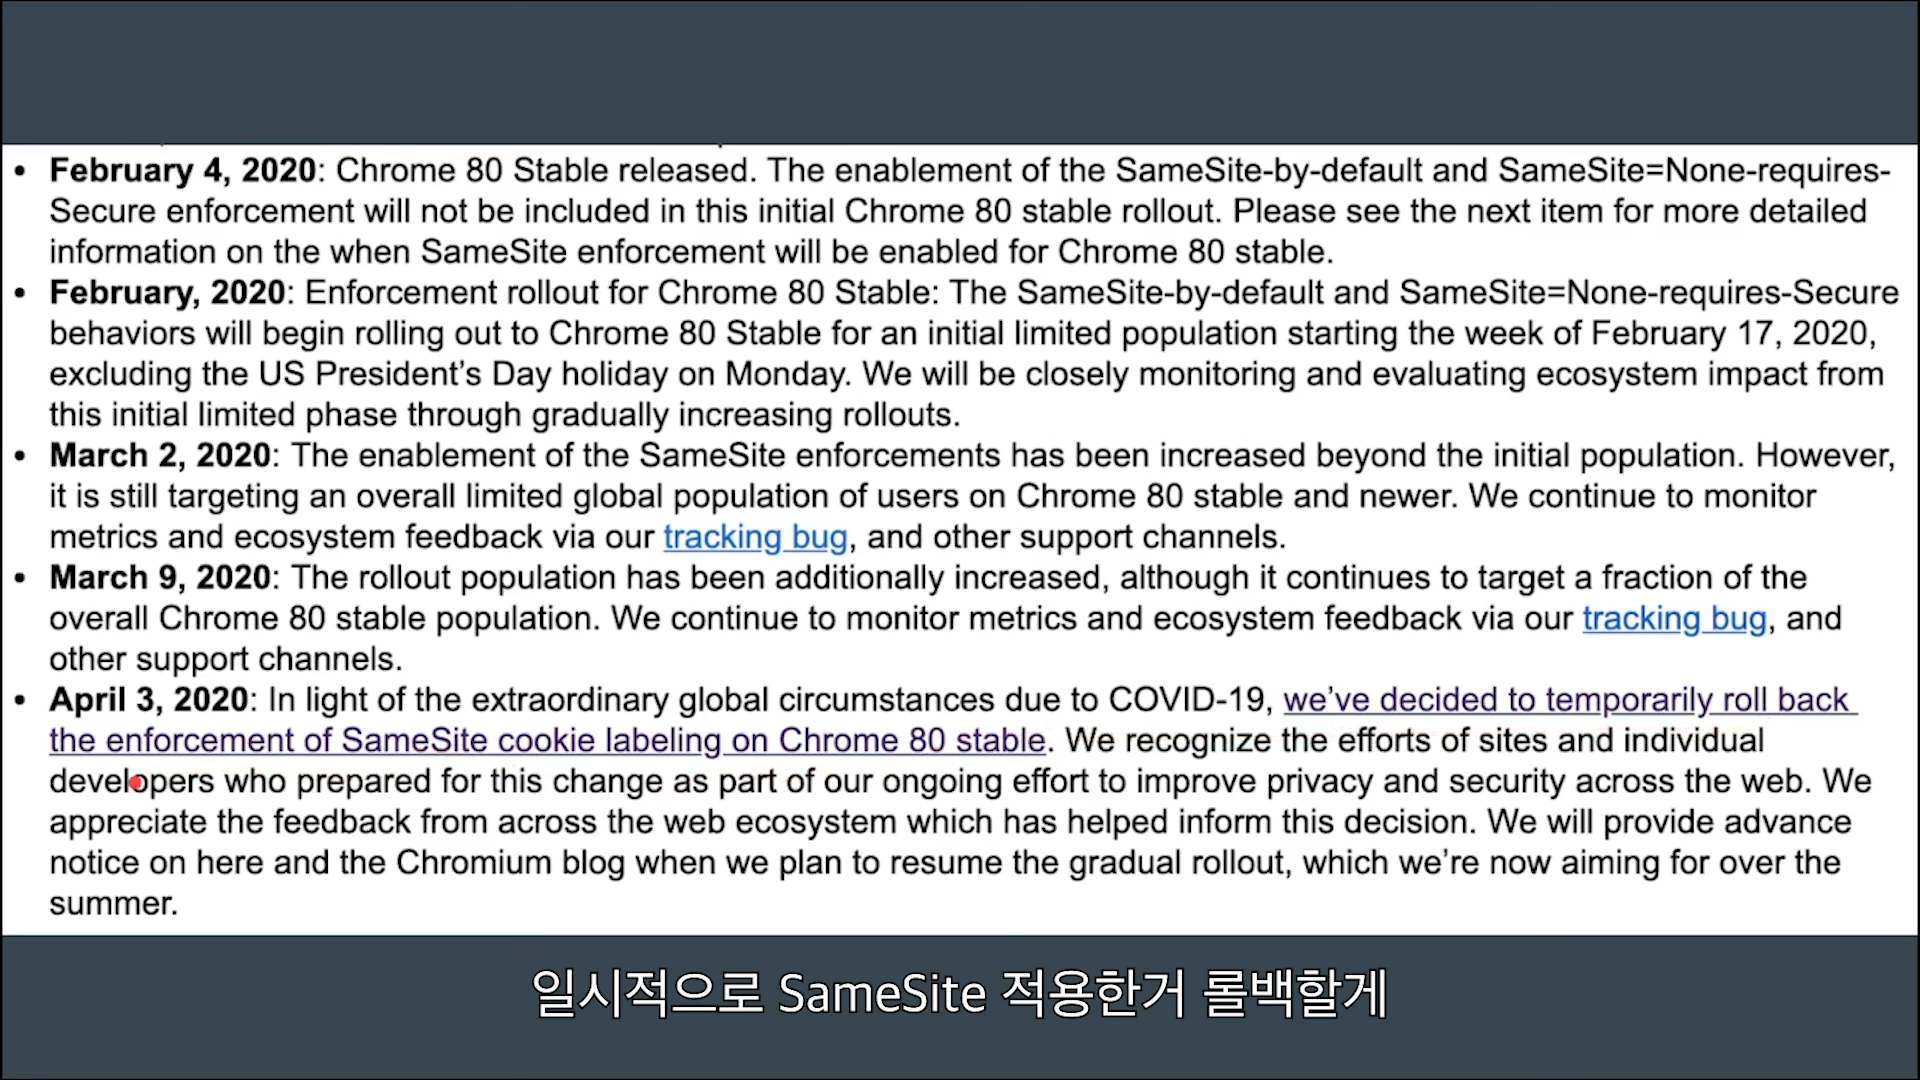 • February 4, 2020: Chrome 80 Stable released. The enablement of the SameSite-by-default and SameSite=None-requires-
Secure enforcement will not be included in this initial Chrome 80 stable rollout. Please see the next item for more detailed
information on the when SameSite enforcement will be enabled for Chrome 80 stable.
• February, 2020: Enforcement rollout for Chrome 80 Stable: The SameSite-by-default and SameSite=None-requires-Secure
behaviors will begin rolling out to Chrome 80 Stable for an initial limited population starting the week of February 17, 2020,
excluding the US President’s Day holiday on Monday. We will be closely monitoring and evaluating ecosystem impact from
this initial limited phase through gradually increasing rollouts.
• March 2, 2020: The enablement of the SameSite enforcements has been increased beyond the initial population. However,
it is still targeting an overall limited global population of users on Chrome 80 stable and newer. We continue to monitor
metrics and ecosystem feedback via our tracking bug, and other support channels.
• March 9, 2020: The rollout population has been additionally increased, although it continues to target a fraction of the
overall Chrome 80 stable population. We continue to monitor metrics and ecosystem feedback via our tracking bug, and
other support channels.
• April 3, 2020: In light of the extraordinary global circumstances due to COVID-19, we’ve decided to temporarily roll back
the enforcement of SameSite cookie labeling on Chrome 80 stable. We recognize the efforts of sites and individual
developers who prepared for this change as part of our ongoing effort to improve privacy and security across the web. We
appreciate the feedback from across the web ecosystem which has helped inform this decision. We will provide advance
notice on here and the Chromium blog when we plan to resume the gradual rollout, which we’re now aiming for over the
summer.
일시적으로 SameSite 적용한거 롤백할게